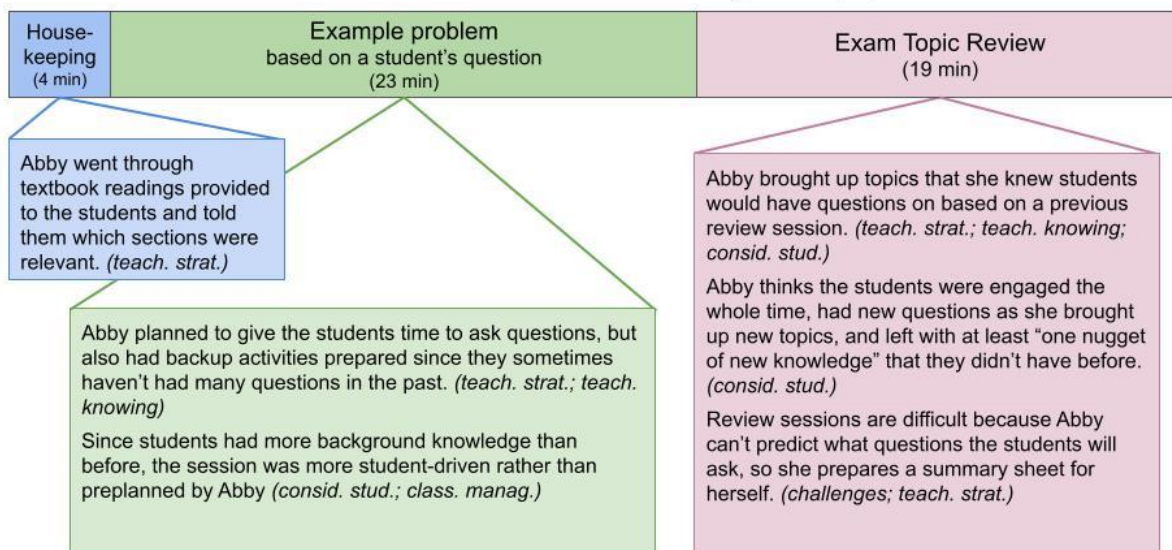 House-
keeping
(4 min)
Example problem
based on a student’s question
(23 min)
Exam Topic Review
(19 min)
Abby went through
textbook readings provided
to the students and told
them which sections were
relevant. (teach. strat.)
Abby planned to give the students time to ask questions, but
also had backup activities prepared since they sometimes
haven’t had many questions in the past. (teach. strat.; teach.
knowing)
Since students had more background knowledge than
before, the session was more student-driven rather than
preplanned by Abby (consid. stud.; class. manag.)
Abby brought up topics that she knew students
would have questions on based on a previous
review session. (teach. strat.; teach. knowing;
consid. stud.)
Abby thinks the students were engaged the
whole time, had new questions as she brought
up new topics, and left with at least “one nugget
of new knowledge” that they didn’t have before.
(consid. stud.)
Review sessions are difficult because Abby
can’t predict what questions the students will
ask, so she prepares a summary sheet for
herself. (challenges; teach. strat.)